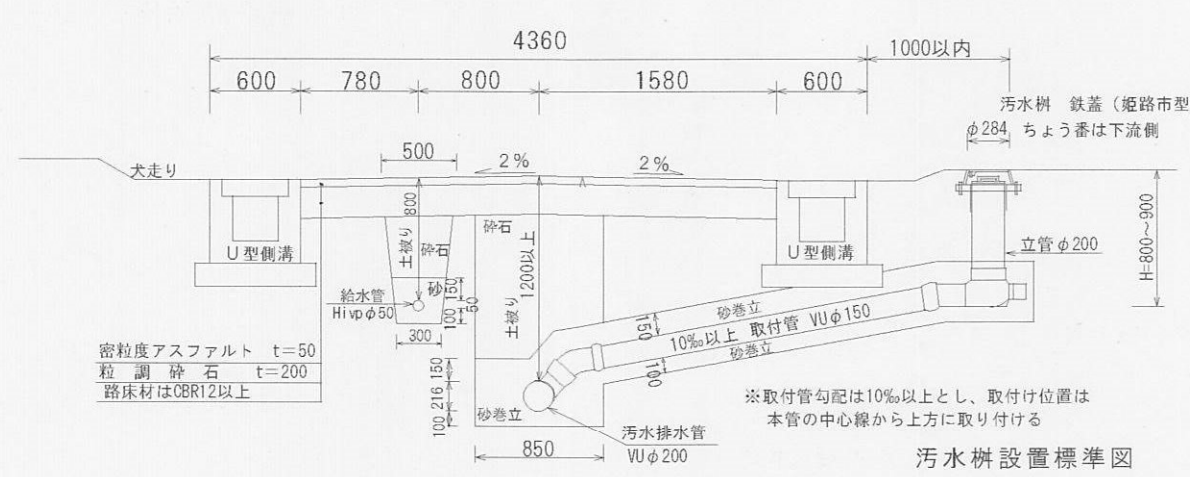 4360
1000以内
600
780
800
1580
600
汚水桝 鉄蓋(姫路市型
φ284 ちょう番は下流側
犬走り
500
2%
2%
800
土被り
砕石
砕石
1200以上
土被り
U型側溝
U型側溝
立管φ200
H=800~900
給水管
Hivpφ50
砂
150
50
100
300
砂巻立
150
10‰以上 取付管 VUφ150
砂巻立
100
密粒度アスファルト t=50
粒調砕石 t=200
路床材はCBR12以上
150
216
100
砂巻立
※取付管勾配は10‰以上とし、取付け位置は
本管の中心線から上方に取り付ける
汚水排水管
VUφ200
850
汚水桝設置標準図